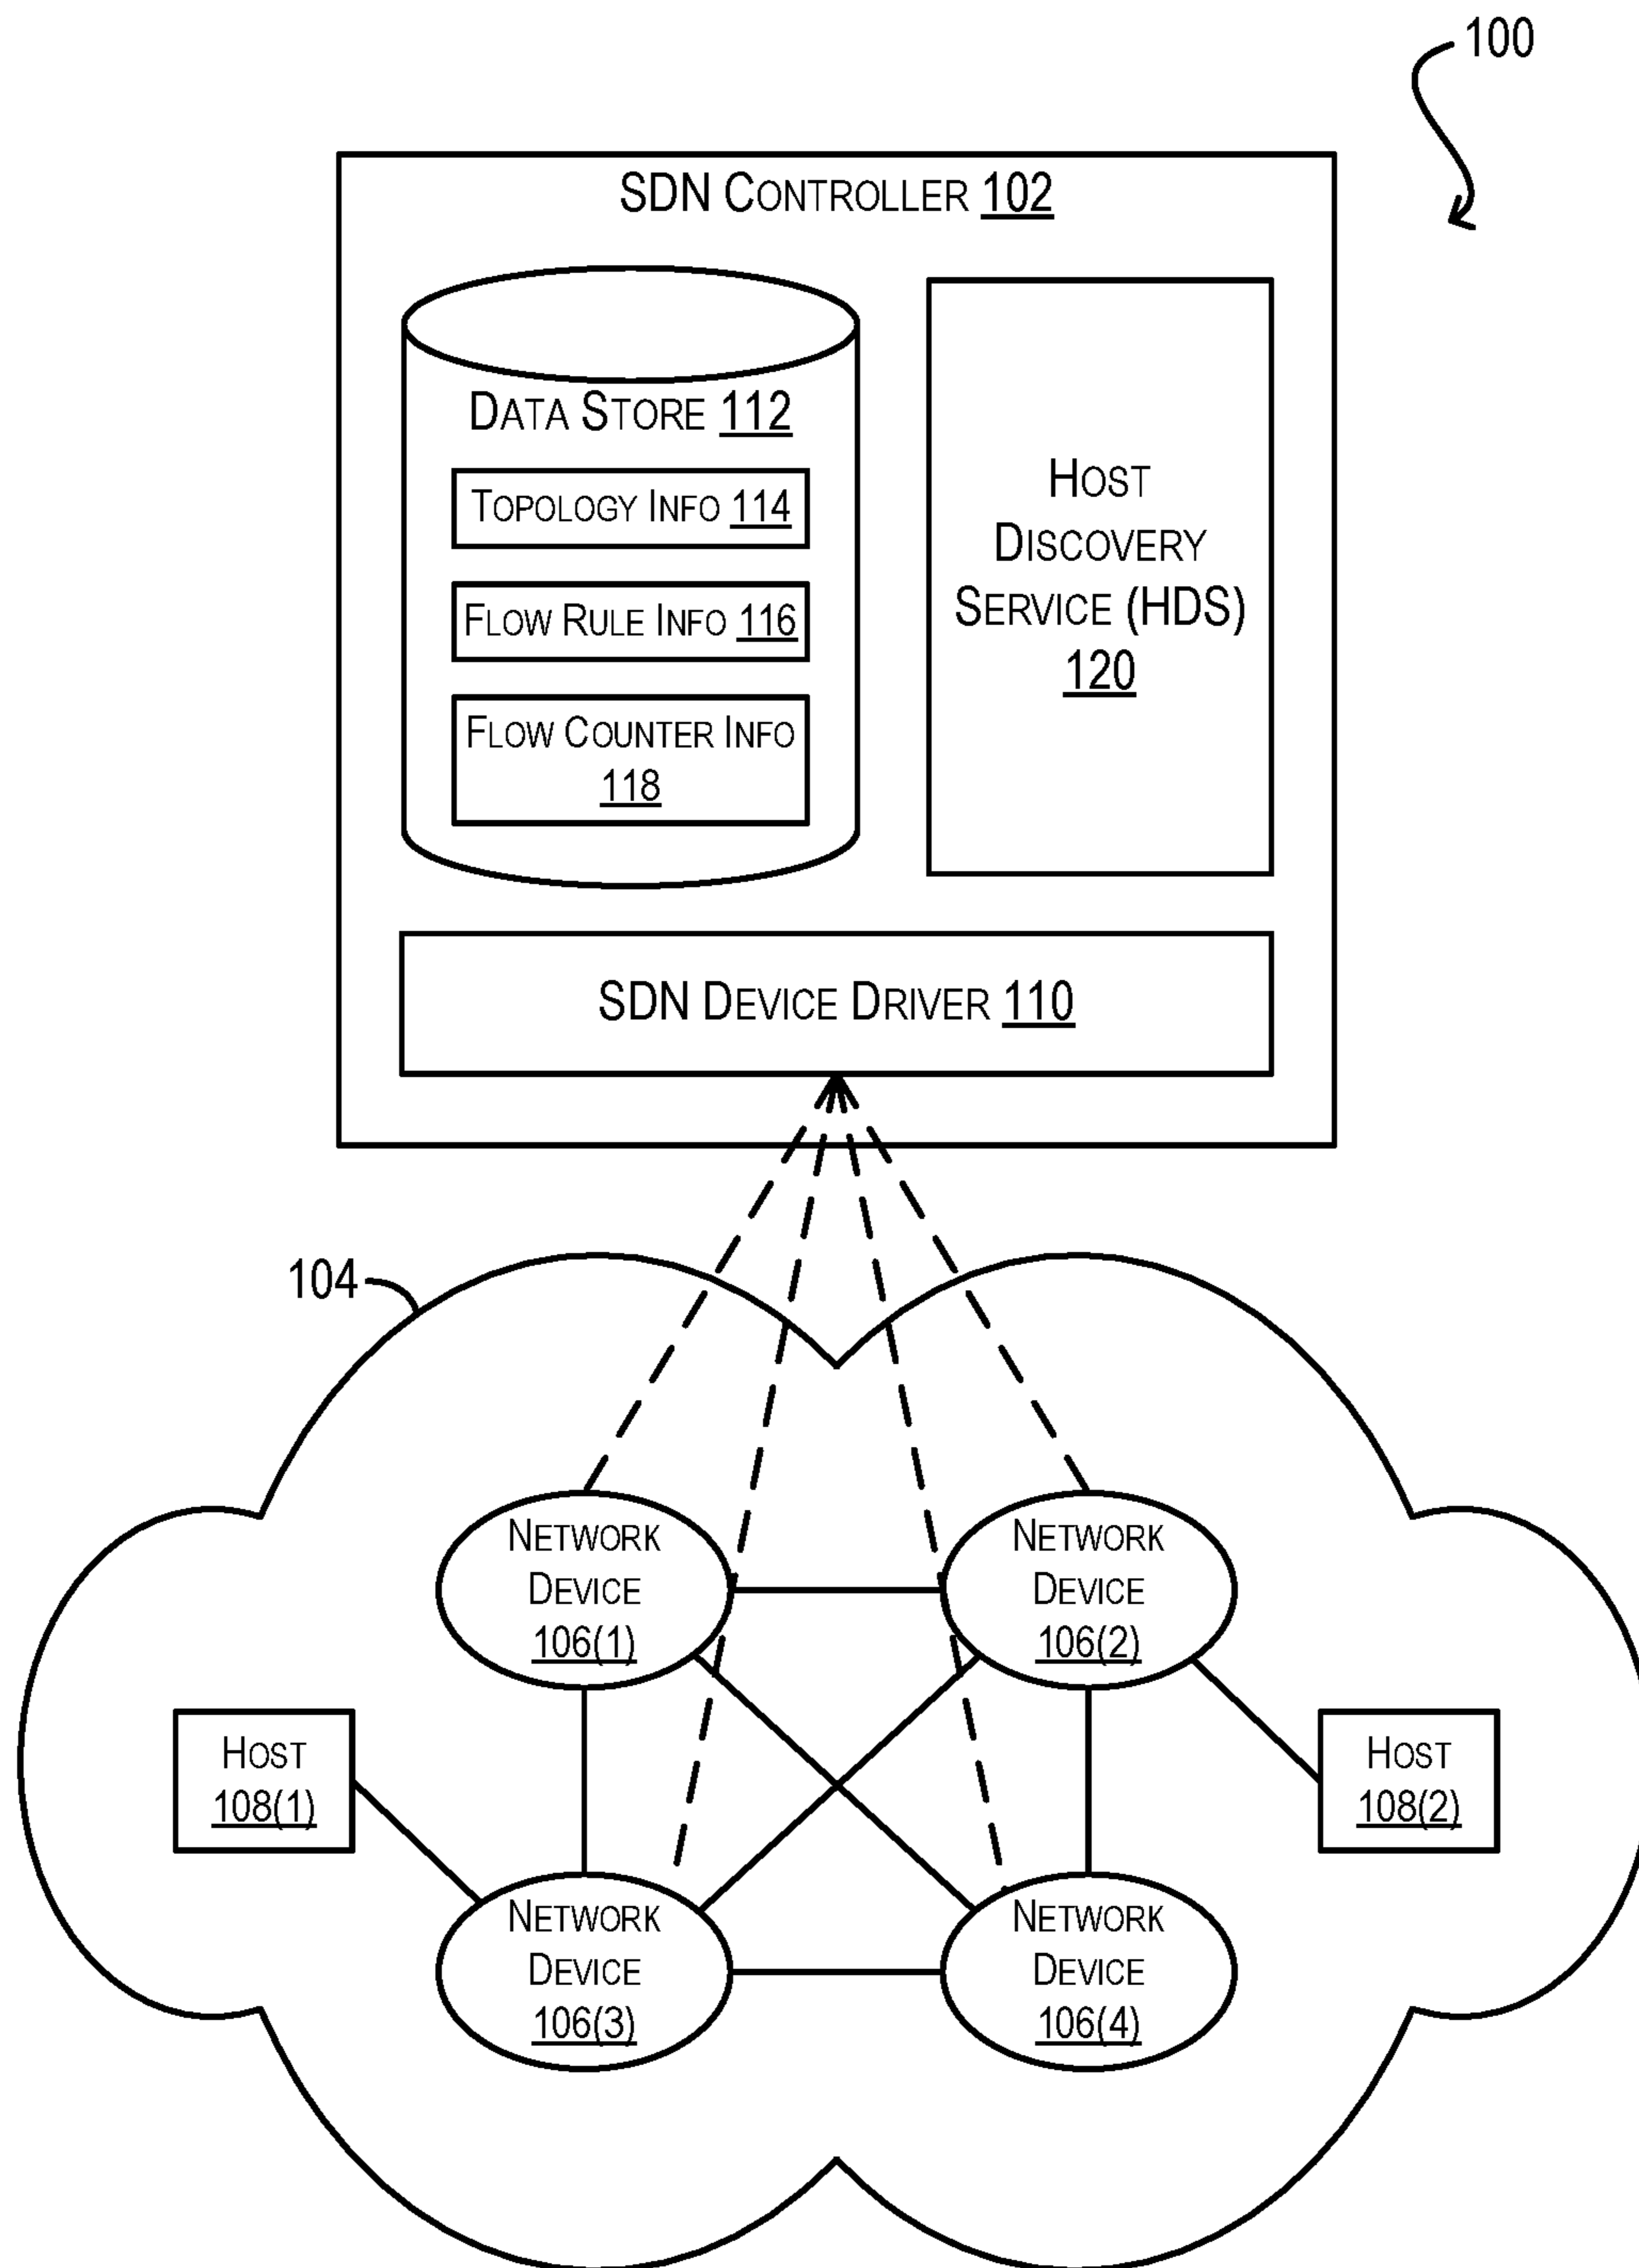 100
SDN CONTROLLER 102
DATA STORE 112
TOPOLOGY INFO 114
FLOW RULE INFO 116
FLOW COUNTER INFO
118
HOST
DISCOVERY
SERVICE (HDS)
120
SDN DEVICE DRIVER 110
104
NETWORK
DEVICE
106(1)
NETWORK
DEVICE
106(2)
HOST
108(1)
HOST
108(2)
NETWORK
DEVICE
106(3)
NETWORK
DEVICE
106(4)